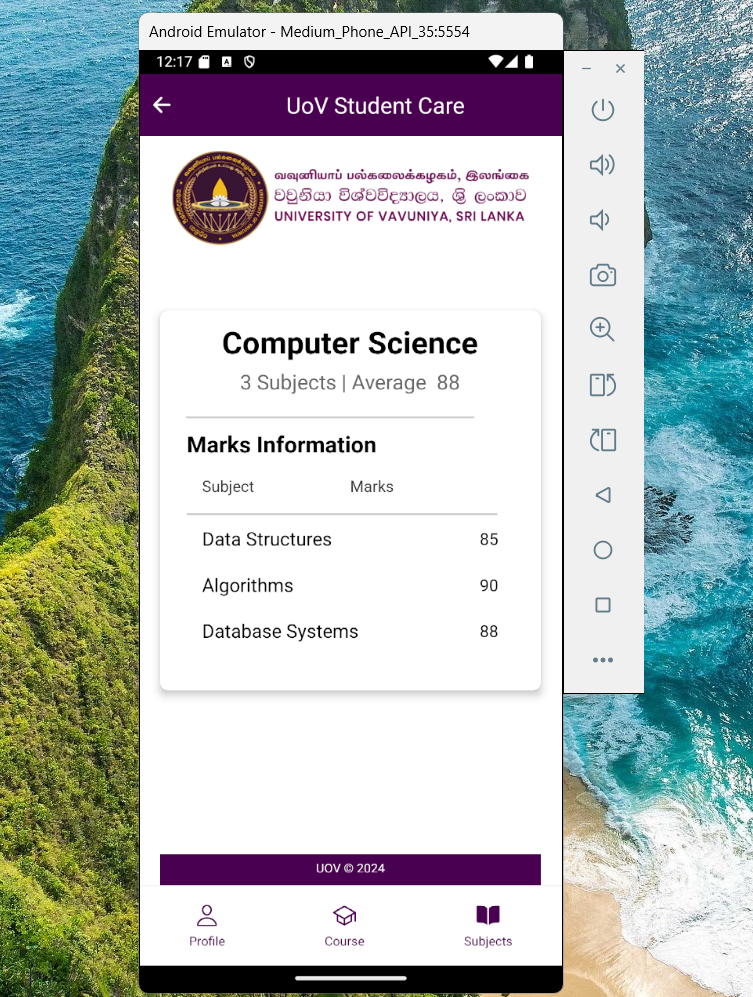 Android Emulator - Medium_Phone_API_35:5554
12:17
UoV Student Care
வவுனியாப் பல்கலைக்கழகம், இலங்கை
වවුනියා විශ්වවිද්‍යාලය, ශ්‍රී ලංකාව
UNIVERSITY OF VAVUNIYA, SRI LANKA
Computer Science
3 Subjects | Average 88
Marks Information
Subject Marks
Data Structures 85
Algorithms 90
Database Systems 88
UOV © 2024
Profile Course Subjects